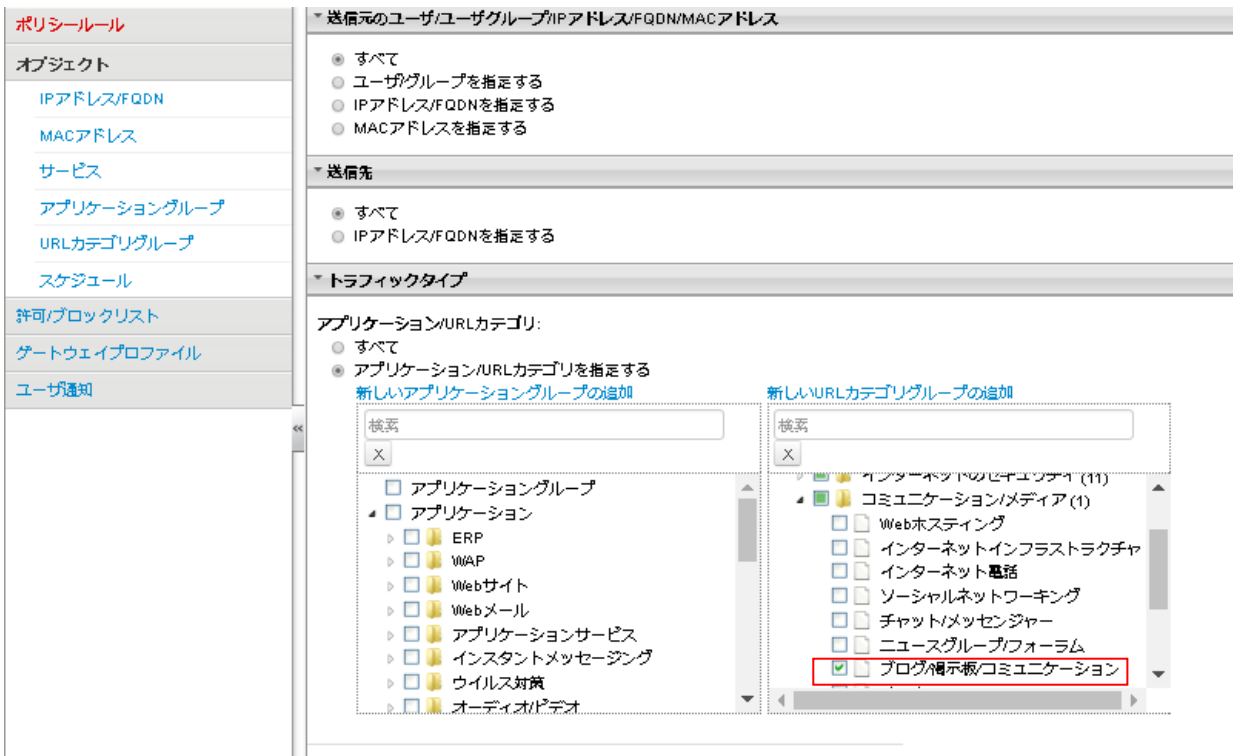 ポリシールール
オブジェクト
IPアドレス/FQDN
MACアドレス
サービス
アプリケーショングループ
URLカテゴリグループ
スケジュール
許可/ブロックリスト
ゲートウェイプロファイル
ユーザ通知
«
送信元のユーザ/ユーザグループ/IPアドレス/FQDN/MACアドレス
すべて
ユーザ/グループを指定する
IPアドレス/FQDNを指定する
MACアドレスを指定する
送信先
すべて
IPアドレス/FQDNを指定する
トラフィックタイプ
アプリケーション/URLカテゴリ:
すべて
アプリケーション/URLカテゴリを指定する
新しいアプリケーショングループの追加
検索
X
アプリケーショングループ
アプリケーション
ERP
WAP
Webサイト
Webメール
アプリケーションサービス
インスタントメッセージング
ウイルス対策
オーディオ/ビデオ
新しいURLカテゴリグループの追加
検索
X
インターネットのセキュリティ (11)
コミュニケーション/メディア (1)
Webホスティング
インターネットインフラストラクチャ
インターネット電話
ソーシャルネットワーキング
チャット/メッセンジャー
ニュースグループ/フォーラム
ブログ/掲示板/コミュニケーション